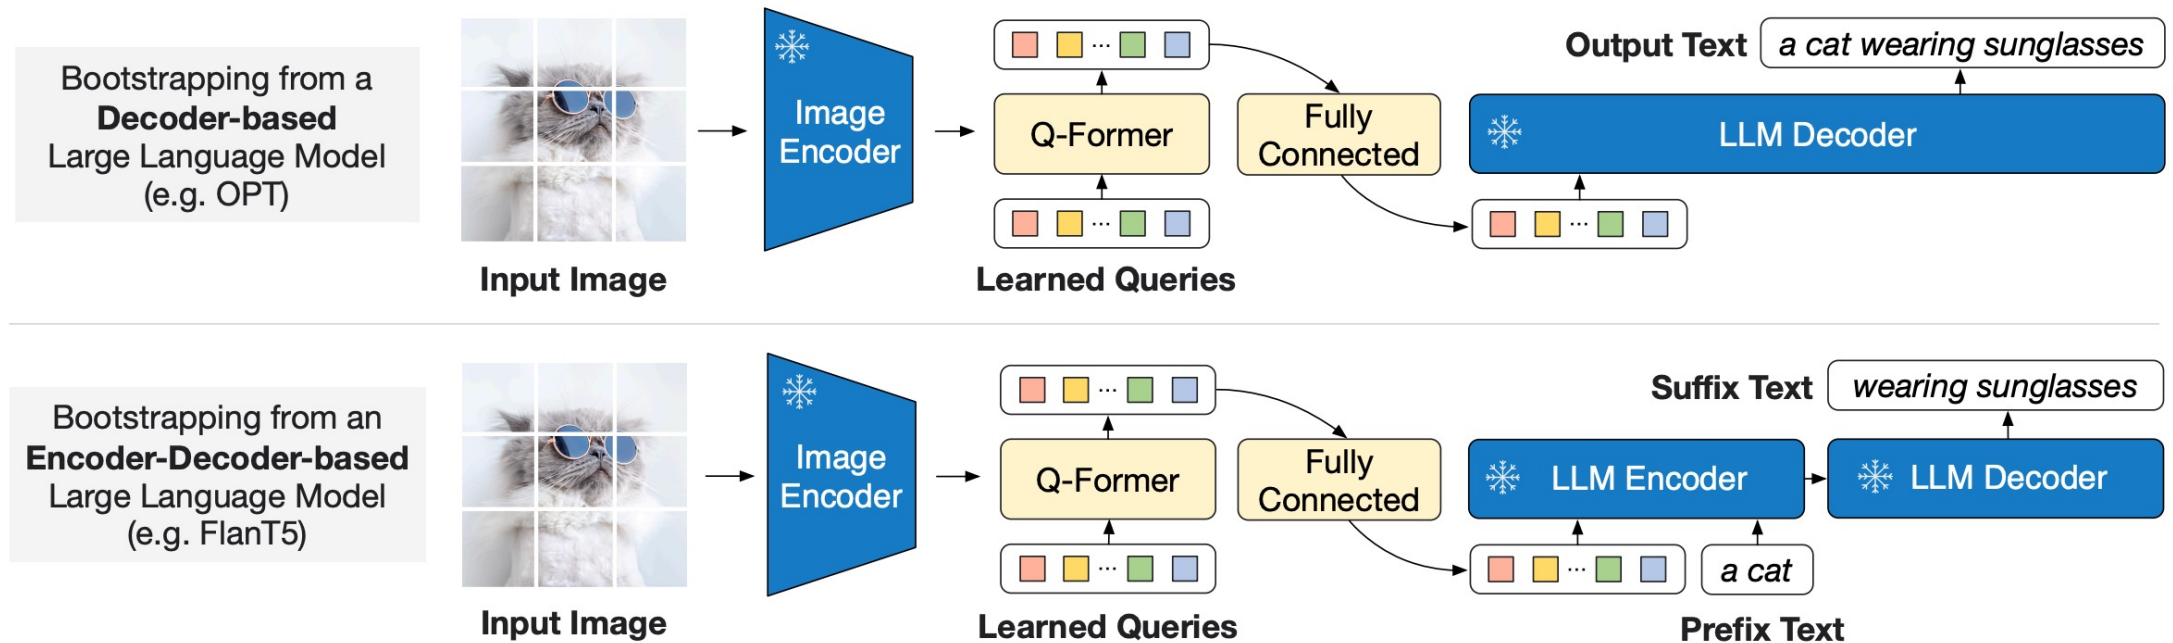 Bootstrapping from a
Decoder-based
Large Language Model
(e.g. OPT)
Input Image
Image
Encoder
...
Q-Former
...
Learned Queries
Fully
Connected
Output Text
a cat wearing sunglasses
LLM Decoder
...
Bootstrapping from an
Encoder-Decoder-based
Large Language Model
(e.g. FlanT5)
Input Image
Image
Encoder
...
Q-Former
...
Learned Queries
Fully
Connected
Suffix Text
wearing sunglasses
LLM Encoder
LLM Decoder
...
a cat
Prefix Text